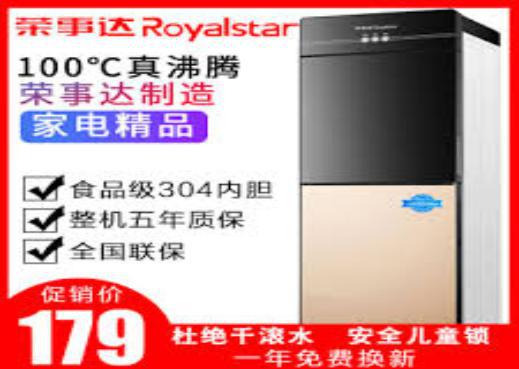 荣事达 Royalstar
100℃真沸腾
荣事达制造
家电精品
食品级304内胆
整机五年质保
全国联保
促销价
179
杜绝千滚水 安全儿童锁
一年免费换新